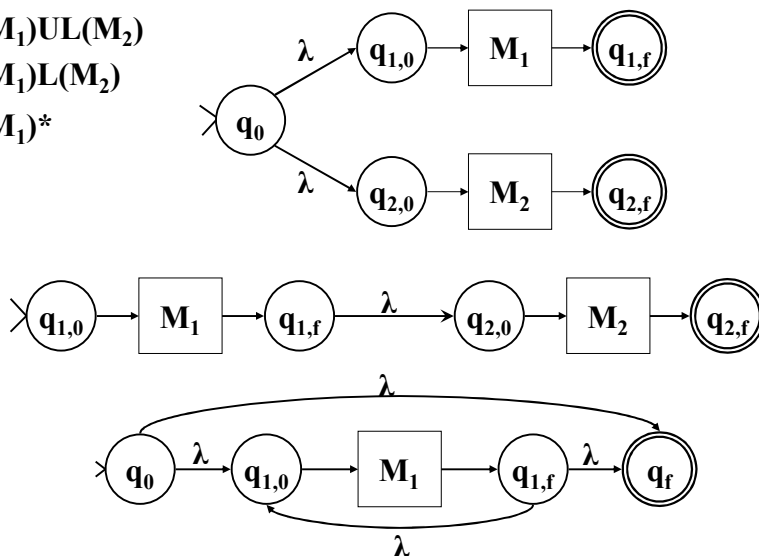 M₁)UL(M₂)
M₁)L(M₂)
M₁)*
λ q₁,₀ M₁ q₁,f
q₀
λ q₂,₀ M₂ q₂,f
q₁,₀ M₁ q₁,f λ q₂,₀ M₂ q₂,f
λ
q₀ λ q₁,₀ M₁ q₁,f λ q_f
λ